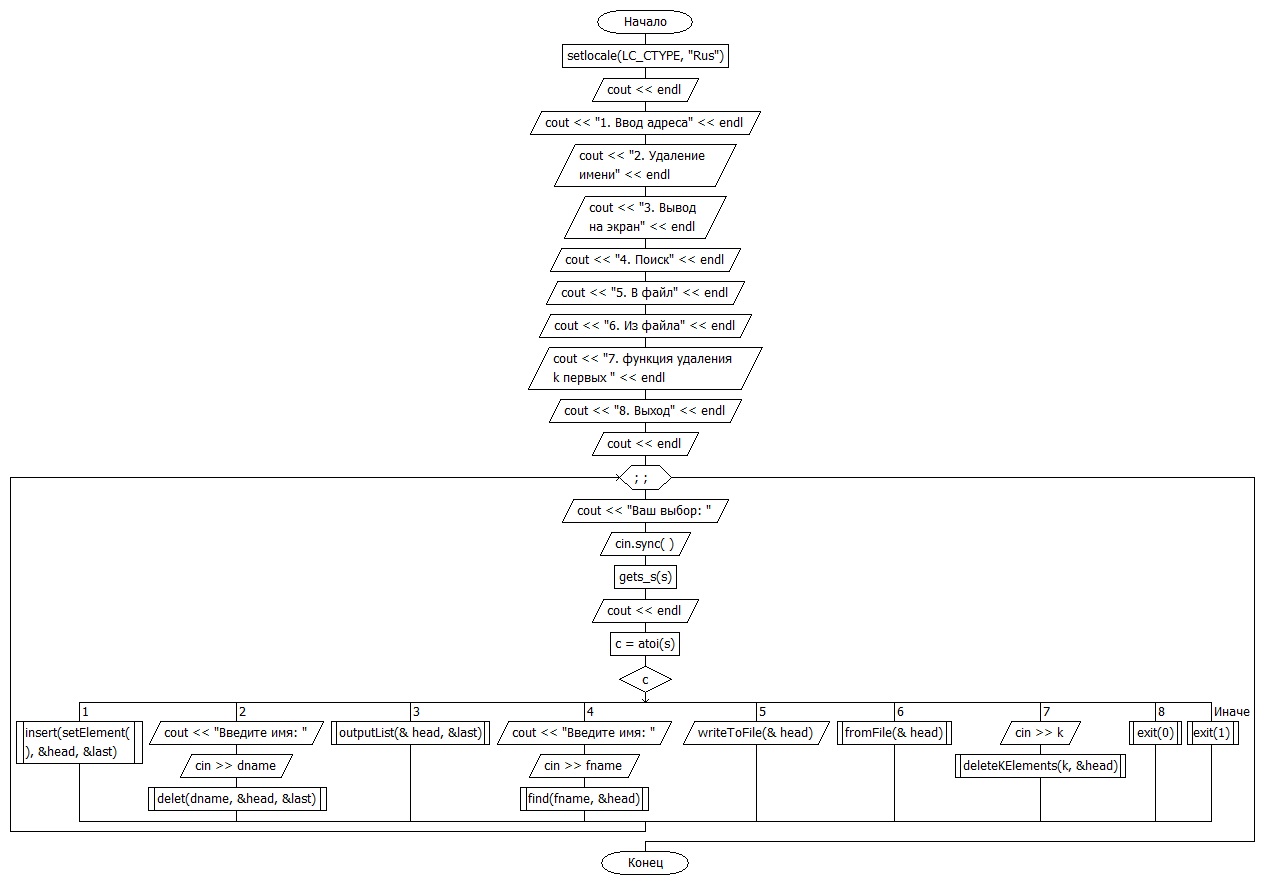 Начало
setlocale(LC_CTYPE, "Rus")
cout << endl
cout << "1. Ввод адреса" << endl
cout << "2. Удаление
имени" << endl
cout << "3. Вывод
на экран" << endl
cout << "4. Поиск" << endl
cout << "5. В файл" << endl
cout << "6. Из файла" << endl
cout << "7. функция удаления
k первых " << endl
cout << "8. Выход" << endl
cout << endl
; ;
cout << "Ваш выбор: "
cin.sync( )
gets_s(s)
cout << endl
c = atoi(s)
c
1
insert(setElement(
), &head, &last)
2
cout << "Введите имя: "
cin >> dname
delet(dname, &head, &last)
3
outputList(& head, &last)
4
cout << "Введите имя: "
cin >> fname
find(fname, &head)
5
writeToFile(& head)
6
fromFile(& head)
7
cin >> k
deleteKElements(k, &head)
8
exit(0)
Иначе
exit(1)
Конец